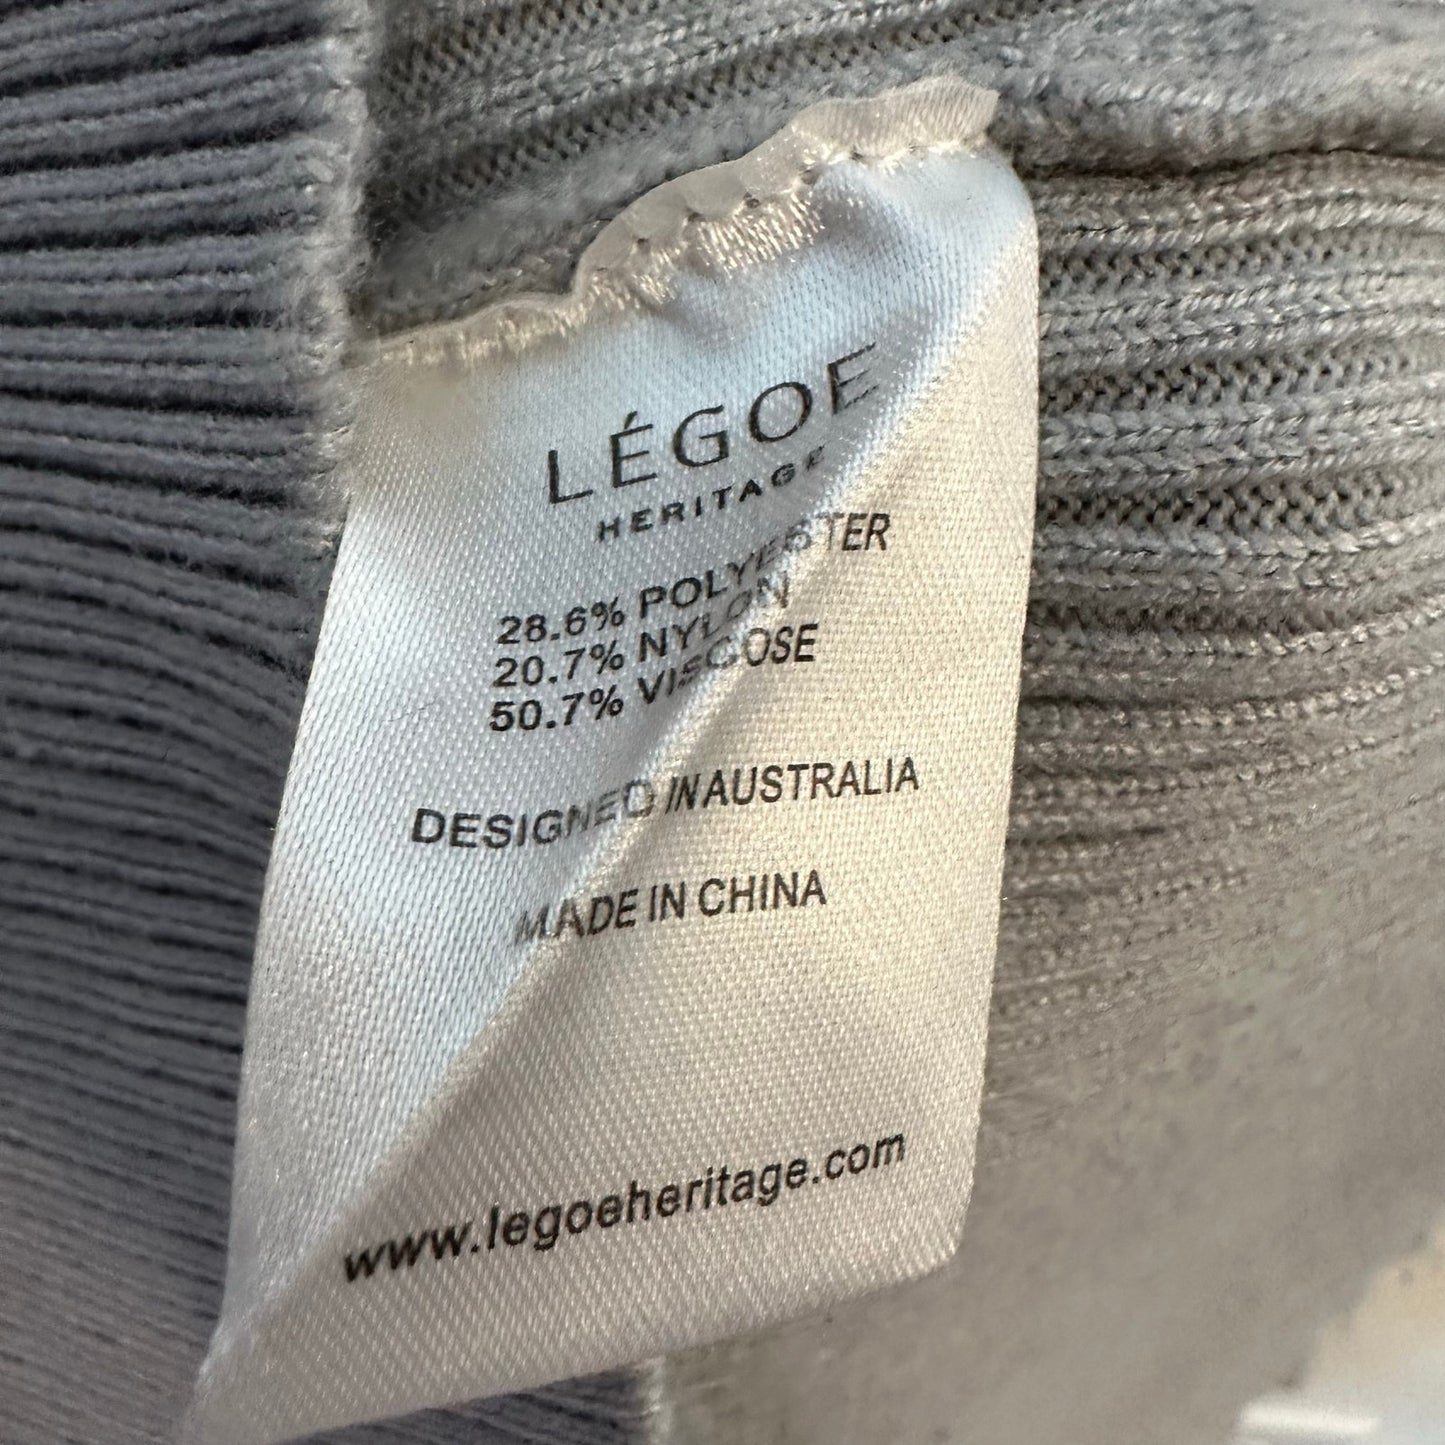 LÉGOE
HERITAGE
28.6% POLYESTER
20.7% NYLON
50.7% VISCOSE
DESIGNED IN AUSTRALIA
MADE IN CHINA
www.legoeheritage.com